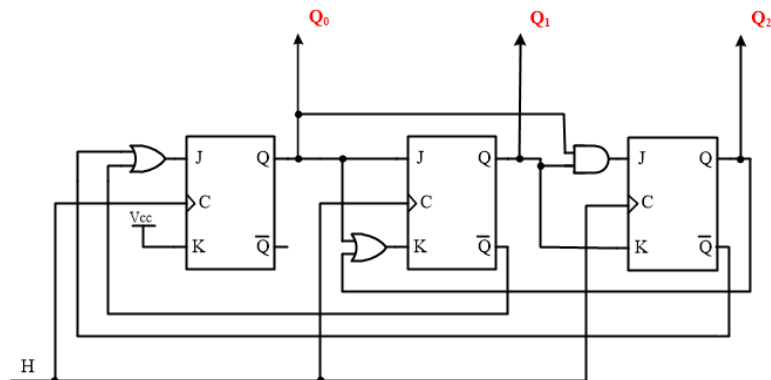 Q₀ Q₁ Q₂
J Q J Q J Q
C C C
Vcc
K Q̅ K Q̅ K Q̅
H